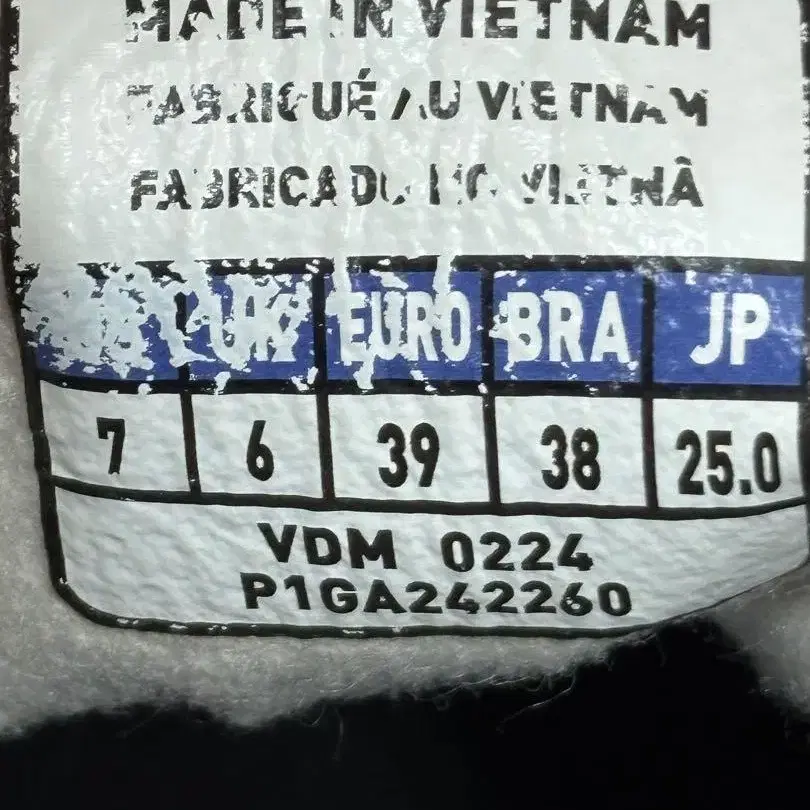 MADE IN VIETNAM
FABRIQUÉ AU VIETNAM
FABRICADO NO VIETNÃ
UK EURO BRA JP
7 6 39 38 25.0
VDM 0224
P1GA242260